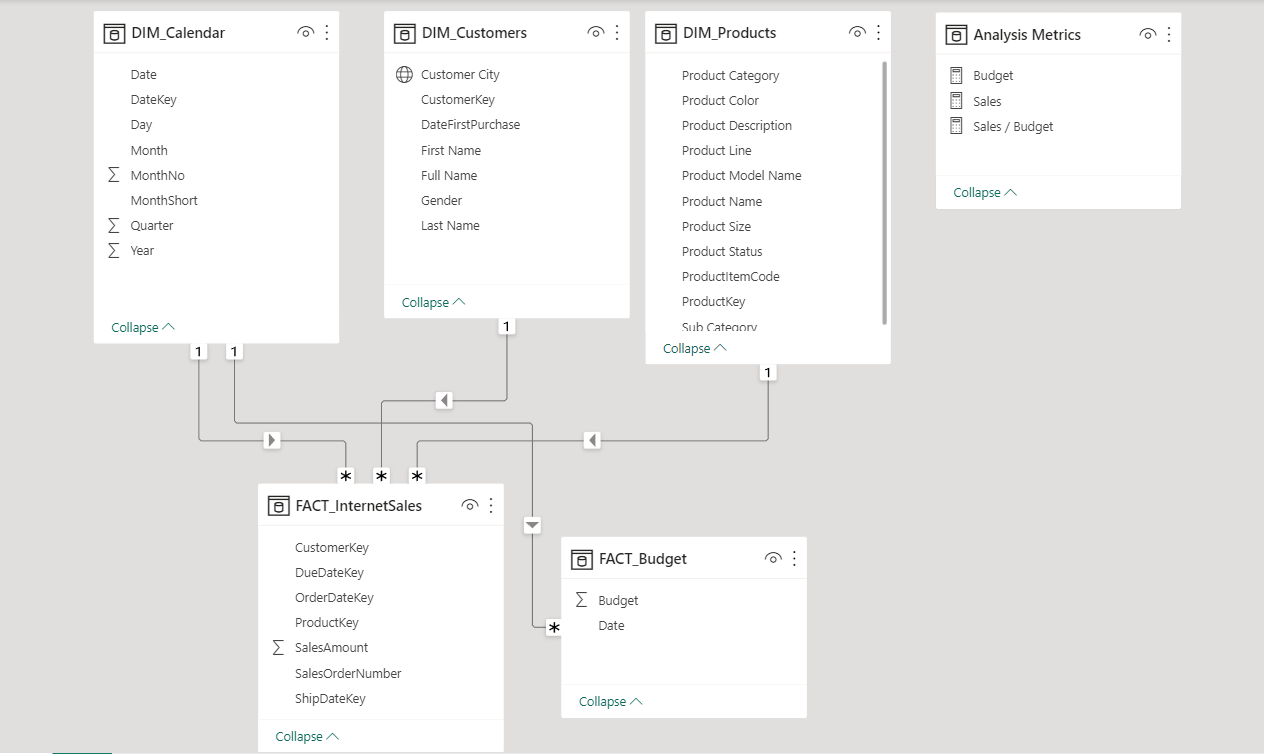 DIM_Calendar
Date
DateKey
Day
Month
MonthNo
MonthShort
Quarter
Year
Collapse
DIM_Customers
Customer City
CustomerKey
DateFirstPurchase
First Name
Full Name
Gender
Last Name
Collapse
DIM_Products
Product Category
Product Color
Product Description
Product Line
Product Model Name
Product Name
Product Size
Product Status
ProductItemCode
ProductKey
Sub Category
Collapse
Analysis Metrics
Budget
Sales
Sales / Budget
Collapse
1
1
1
1
*
*
*
FACT_InternetSales
CustomerKey
DueDateKey
OrderDateKey
ProductKey
SalesAmount
SalesOrderNumber
ShipDateKey
Collapse
*
FACT_Budget
Budget
Date
Collapse